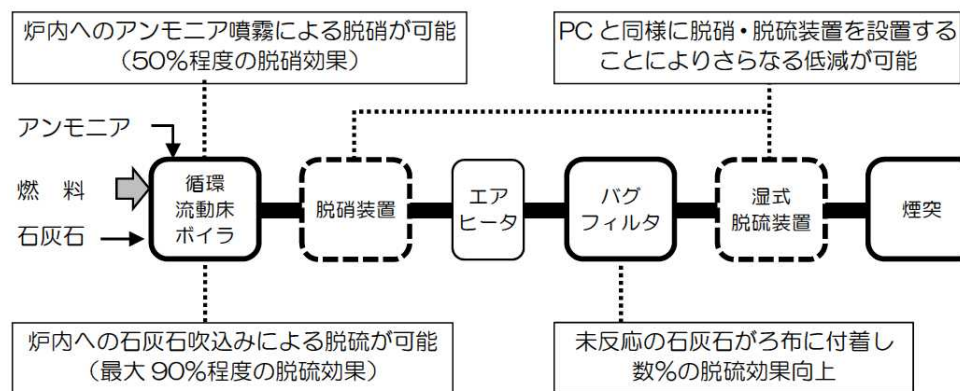 炉内へのアンモニア噴霧による脱硝が可能
（50％程度の脱硝効果）
PCと同様に脱硝・脱硫装置を設置する
ことによりさらなる低減が可能
アンモニア
燃　料
石灰石
循環
流動床
ボイラ
脱硝装置
エア
ヒータ
バグ
フィルタ
湿式
脱硫装置
煙突
炉内への石灰石吹込みによる脱硫が可能
（最大90％程度の脱硫効果）
未反応の石灰石がろ布に付着し
数％の脱硫効果向上